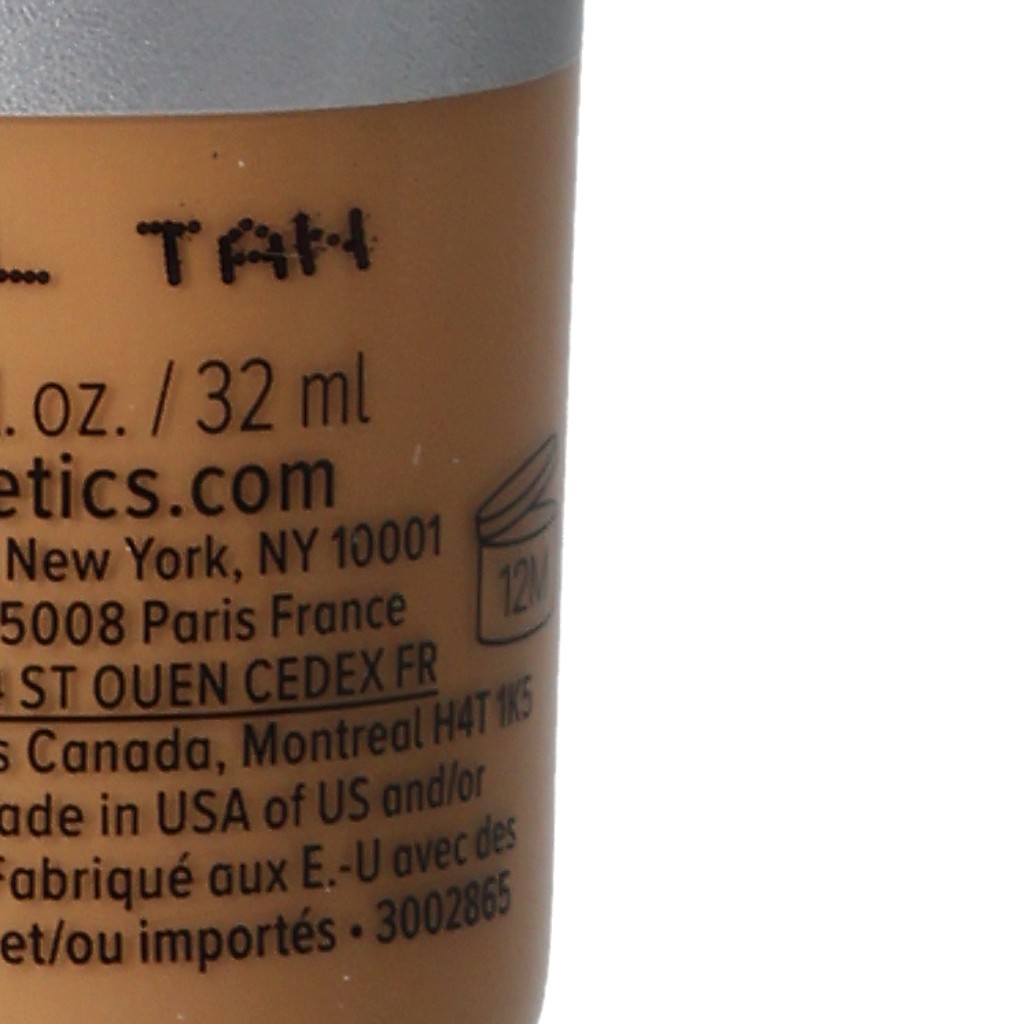 L TAN
. oz. / 32 ml
etics.com
New York, NY 10001
12M
5008 Paris France
ST OUEN CEDEX FR
s Canada, Montreal H4T 1K5
ade in USA of US and/or
Fabriqué aux E.-U avec des
et/ou importés • 3002865